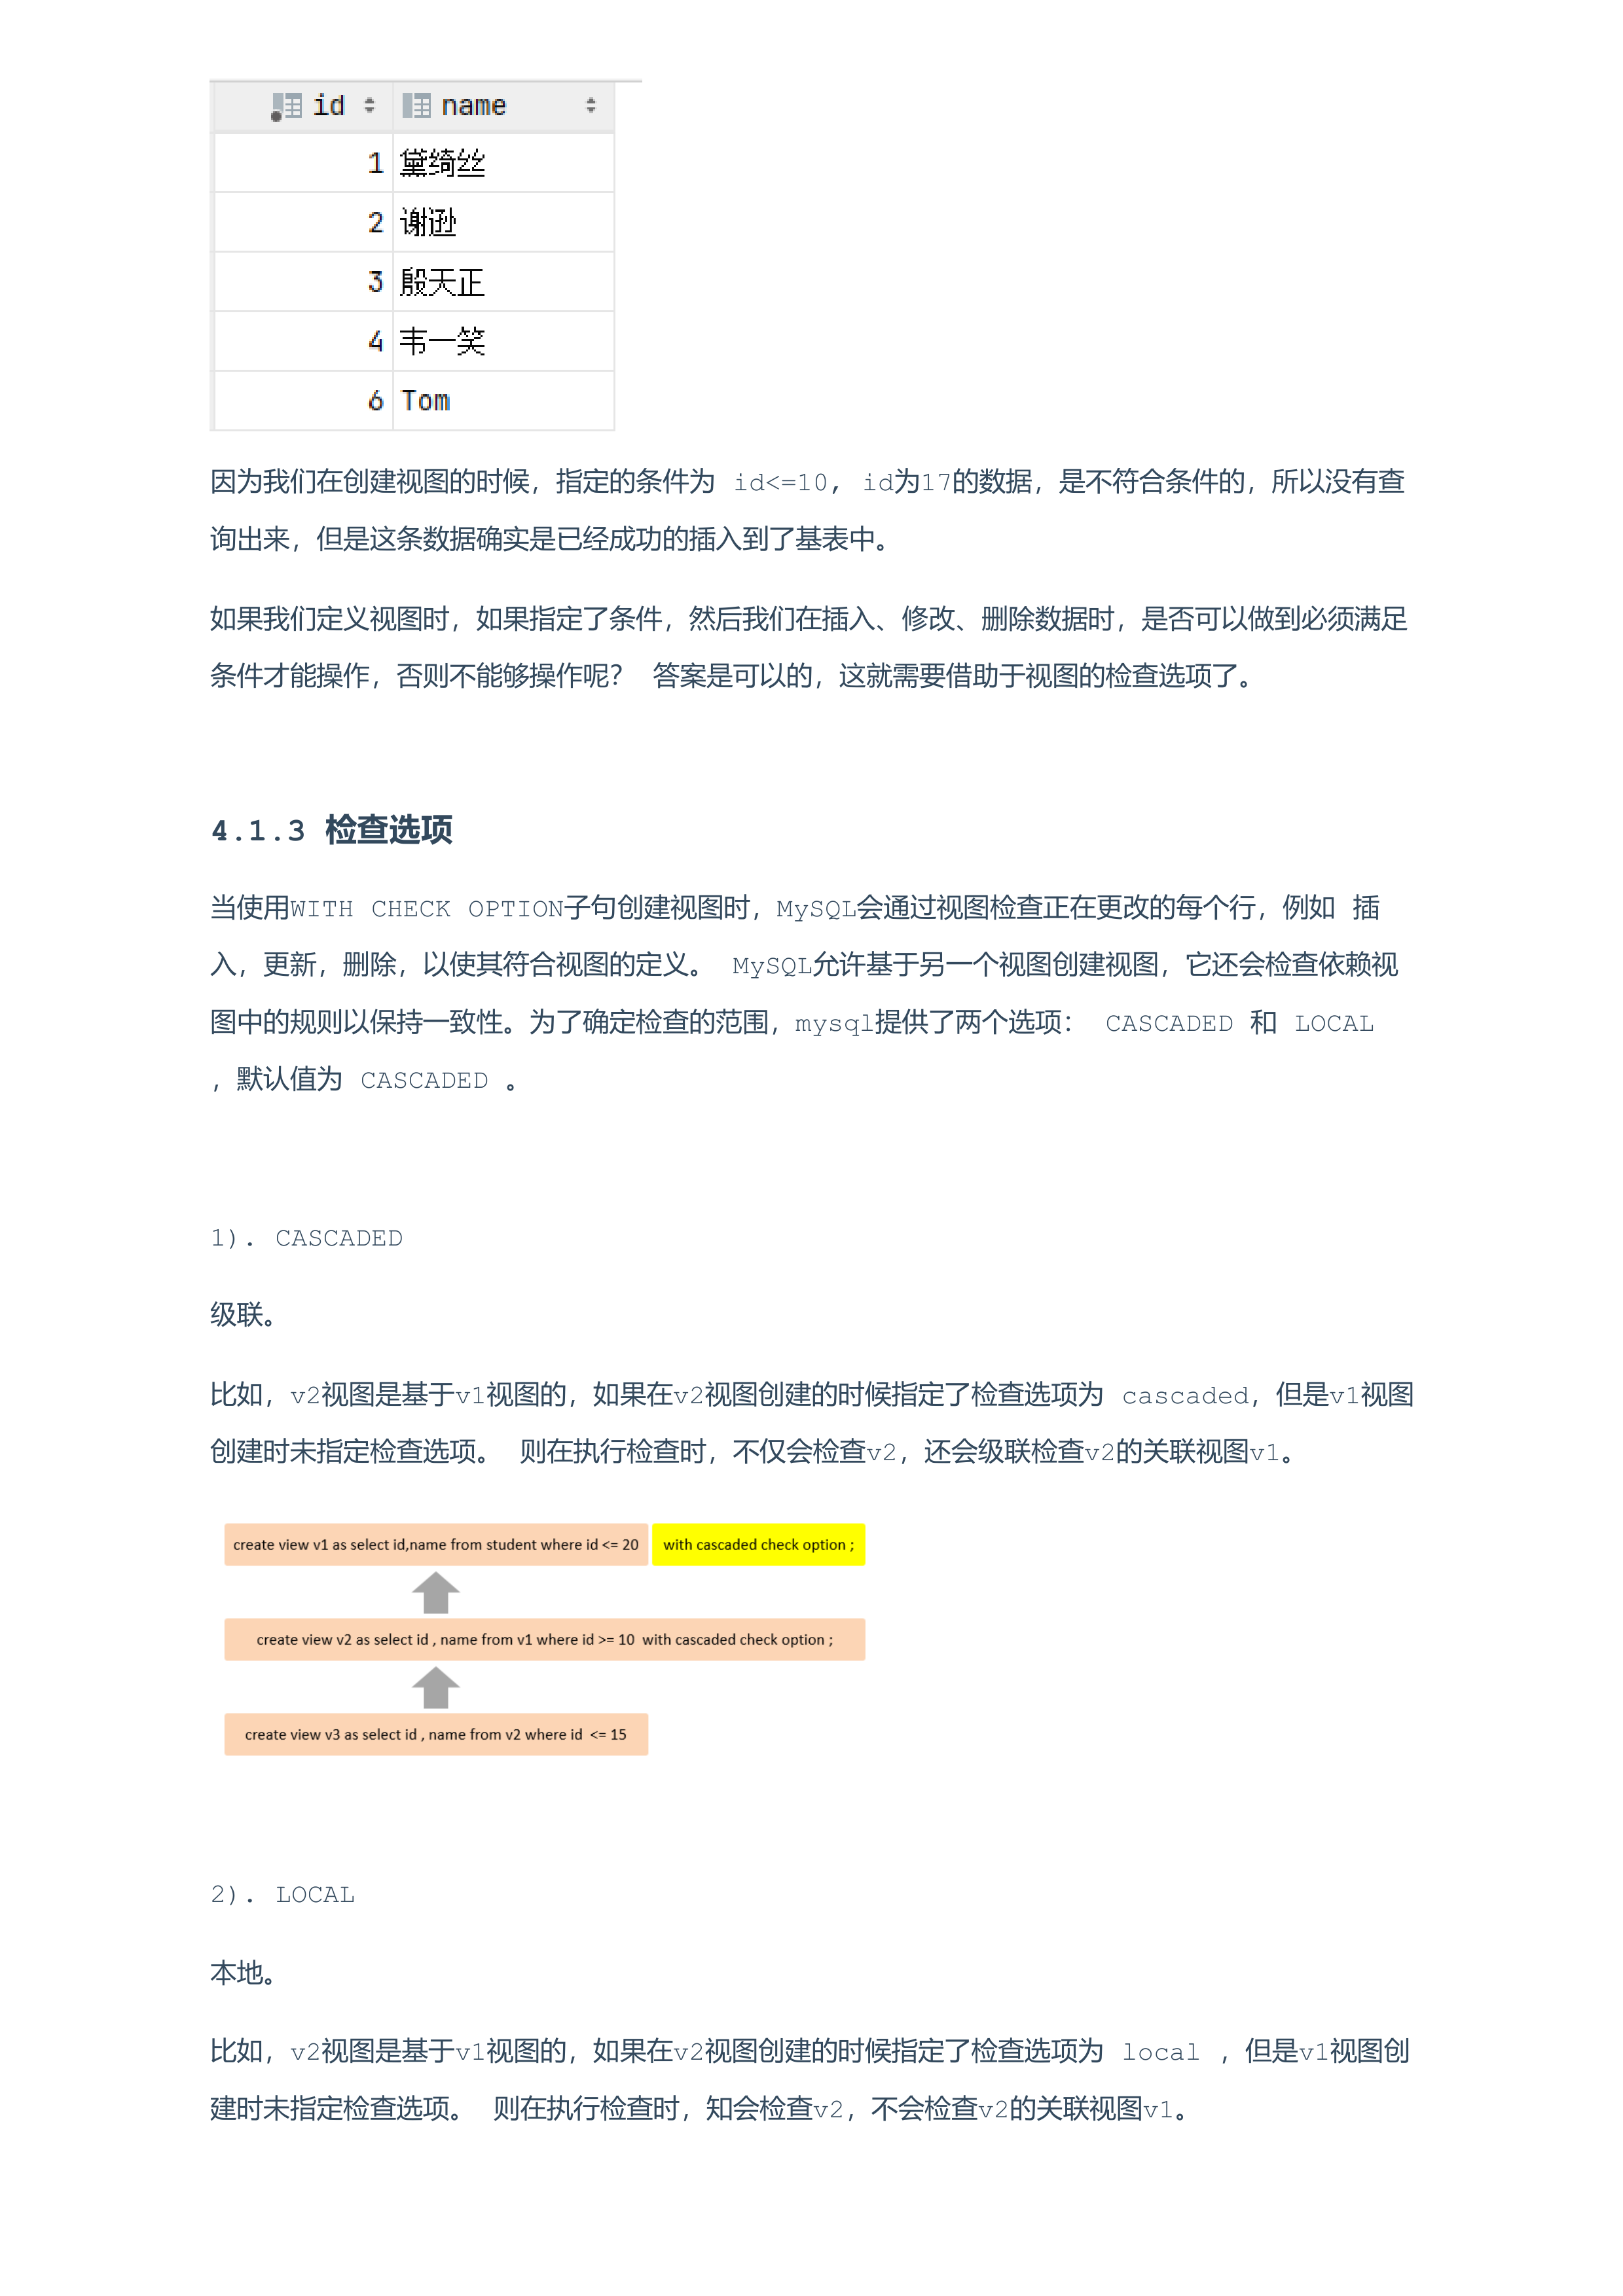 id name
1 黛绮丝
2 谢逊
3 殷天正
4 韦一笑
6 Tom
因为我们在创建视图的时候，指定的条件为 id<=10, id为17的数据，是不符合条件的，所以没有查
询出来，但是这条数据确实是已经成功的插入到了基表中。
如果我们定义视图时，如果指定了条件，然后我们在插入、修改、删除数据时，是否可以做到必须满足
条件才能操作，否则不能够操作呢？ 答案是可以的，这就需要借助于视图的检查选项了。
4.1.3 检查选项
当使用WITH CHECK OPTION子句创建视图时，MySQL会通过视图检查正在更改的每个行，例如 插
入，更新，删除，以使其符合视图的定义。 MySQL允许基于另一个视图创建视图，它还会检查依赖视
图中的规则以保持一致性。为了确定检查的范围，mysql提供了两个选项： CASCADED 和 LOCAL
，默认值为 CASCADED 。
1). CASCADED
级联。
比如，v2视图是基于v1视图的，如果在v2视图创建的时候指定了检查选项为 cascaded，但是v1视图
创建时未指定检查选项。 则在执行检查时，不仅会检查v2，还会级联检查v2的关联视图v1。
create view v1 as select id,name from student where id <= 20 with cascaded check option ;
create view v2 as select id , name from v1 where id >= 10 with cascaded check option ;
create view v3 as select id , name from v2 where id <= 15
2). LOCAL
本地。
比如，v2视图是基于v1视图的，如果在v2视图创建的时候指定了检查选项为 local ，但是v1视图创
建时未指定检查选项。 则在执行检查时，知会检查v2，不会检查v2的关联视图v1。